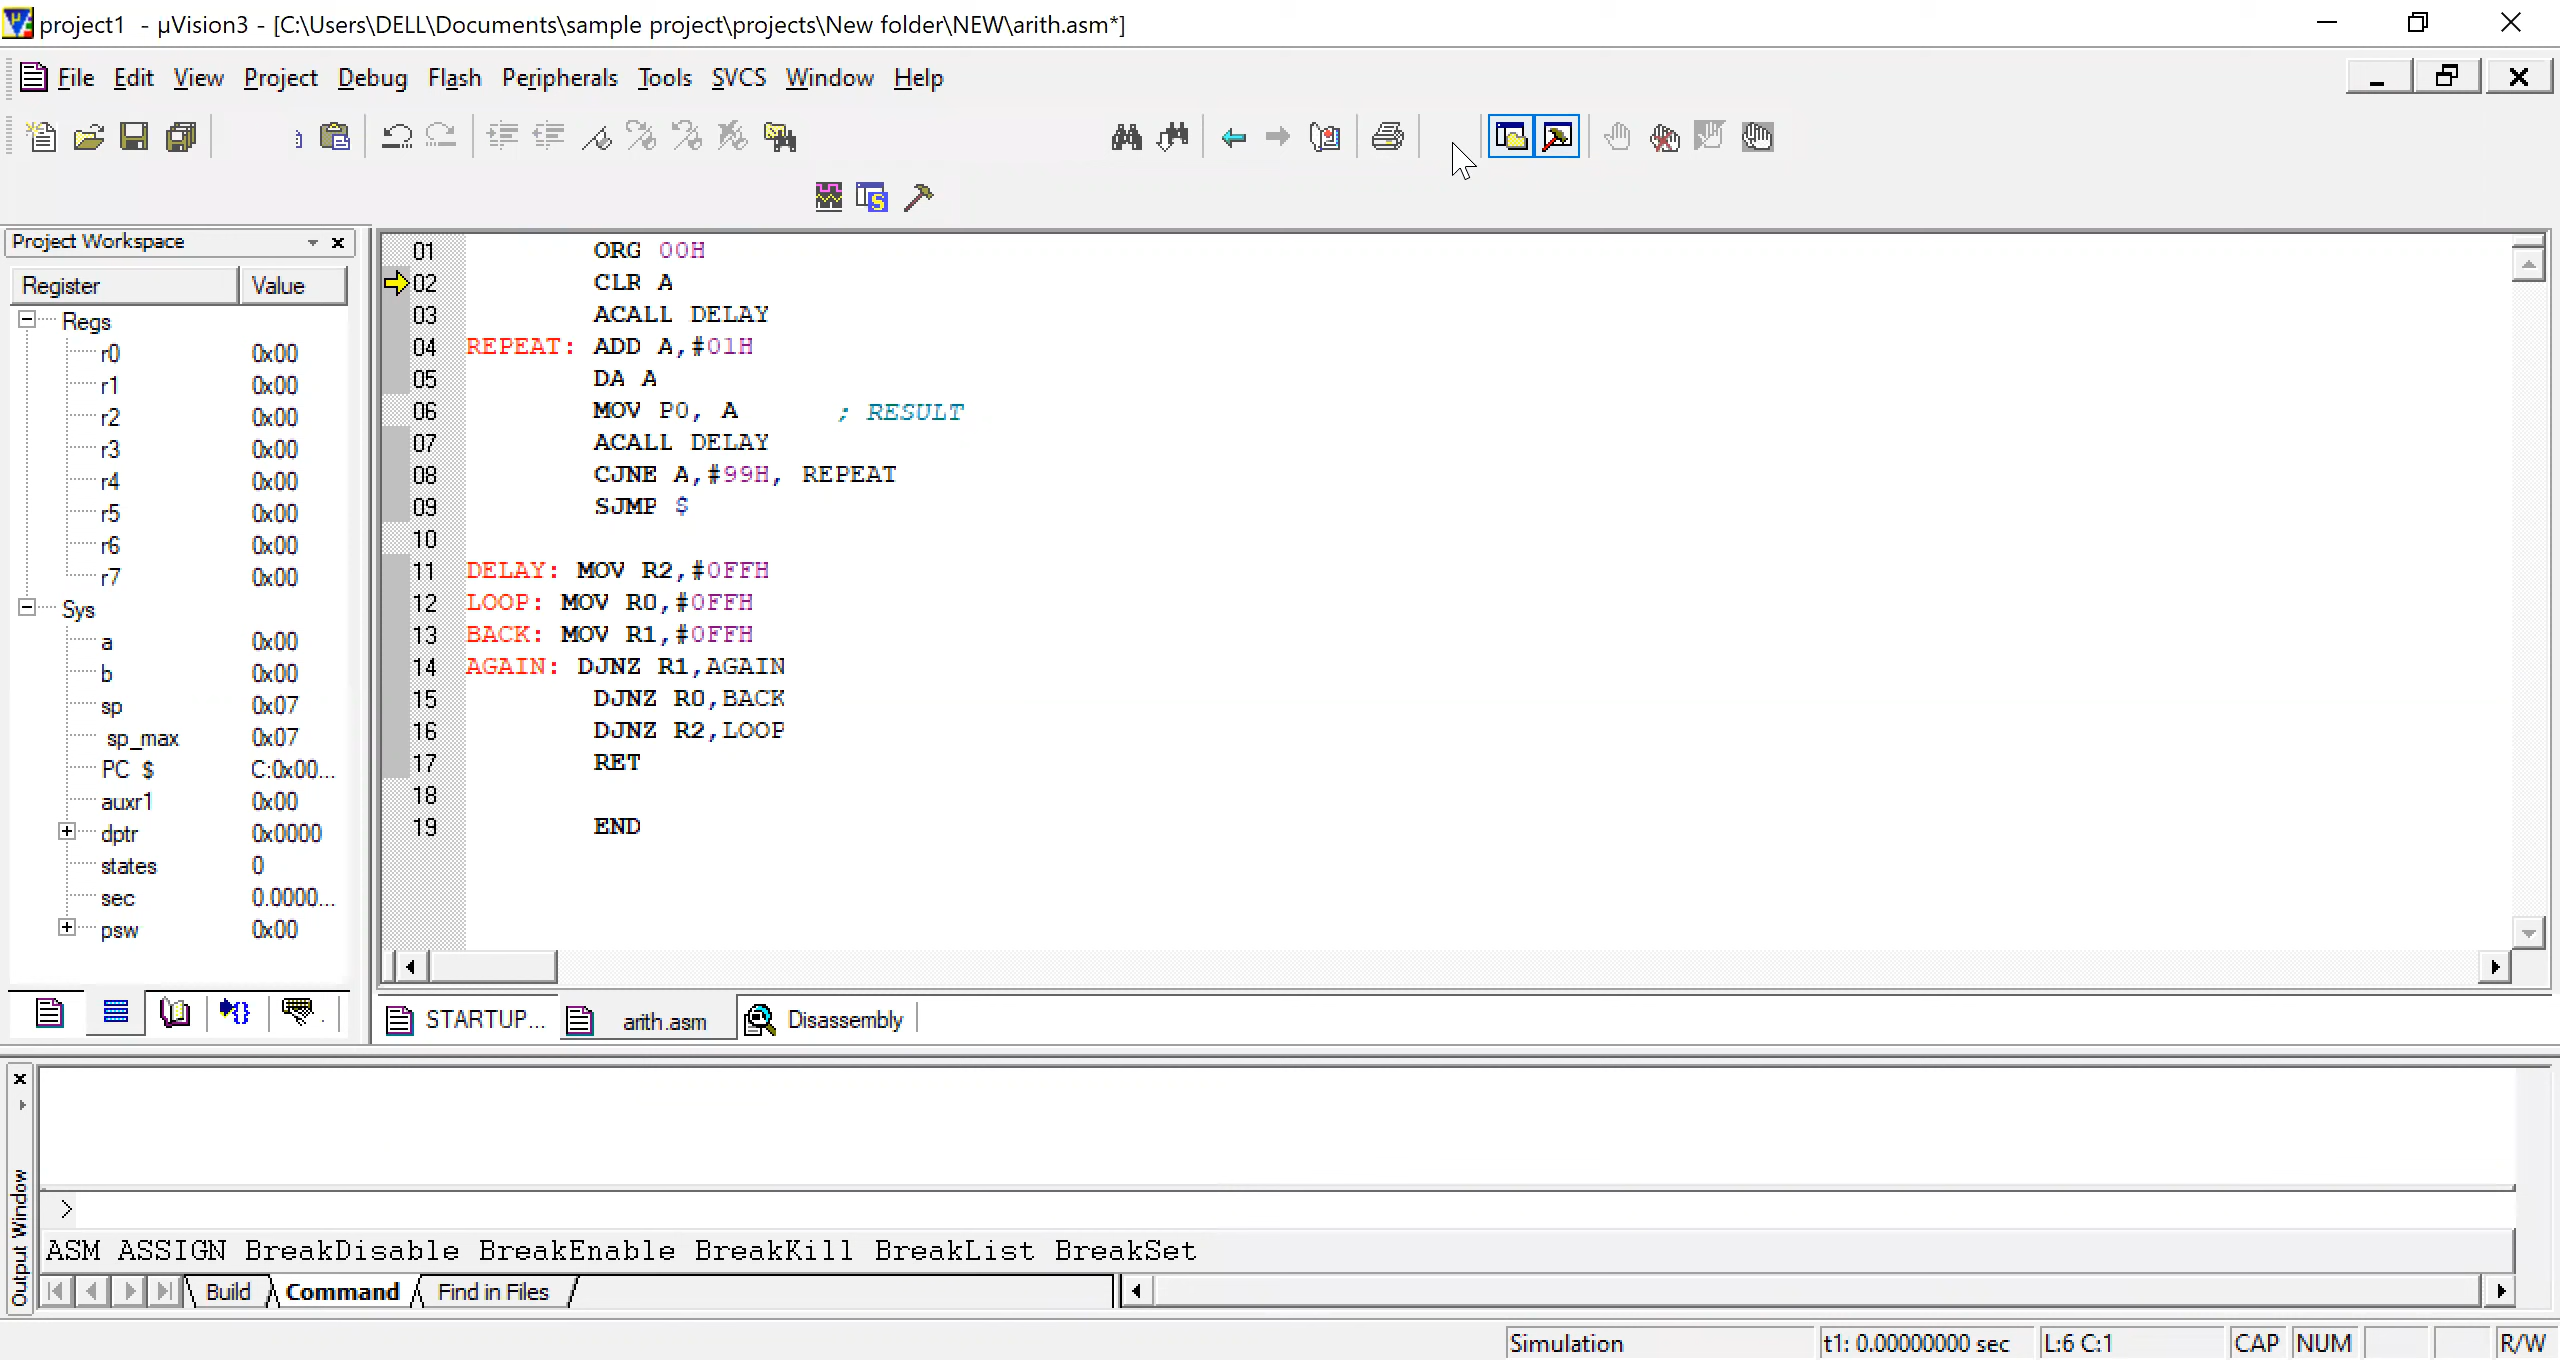 project1 - µVision3 - [C:\Users\DELL\Documents\sample project\projects\New folder\NEW\arith.asm*]
File Edit View Project Debug Flash Peripherals Tools SVCS Window Help
Project Workspace
Register Value
Regs
r0 0x00
r1 0x00
r2 0x00
r3 0x00
r4 0x00
r5 0x00
r6 0x00
r7 0x00
Sys
a 0x00
b 0x00
sp 0x07
sp_max 0x07
PC $ C:0x00...
auxr1 0x00
dptr 0x0000
states 0
sec 0.0000...
psw 0x00
01 ORG 00H
02 CLR A
03 ACALL DELAY
04 REPEAT: ADD A,#01H
05 DA A
06 MOV P0, A ; RESULT
07 ACALL DELAY
08 CJNE A,#99H, REPEAT
09 SJMP $
10
11 DELAY: MOV R2,#0FFH
12 LOOP: MOV R0,#0FFH
13 BACK: MOV R1,#0FFH
14 AGAIN: DJNZ R1,AGAIN
15 DJNZ R0,BACK
16 DJNZ R2,LOOP
17 RET
18
19 END
STARTUP... arith.asm Disassembly
Output Window
>
ASM ASSIGN BreakDisable BreakEnable BreakKill BreakList BreakSet
Build Command Find in Files
Simulation t1: 0.00000000 sec L:6 C:1 CAP NUM R/W